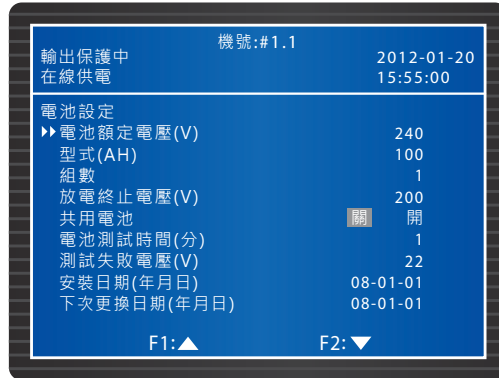 機號:#1.1
輸出保護中 2012-01-20
在線供電 15:55:00
電池設定
電池額定電壓(V) 240
型式(AH) 100
組數 1
放電終止電壓(V) 200
共用電池 關 開
電池測試時間(分) 1
測試失敗電壓(V) 22
安裝日期(年月日) 08-01-01
下次更換日期(年月日) 08-01-01
F1:▲ F2:▼